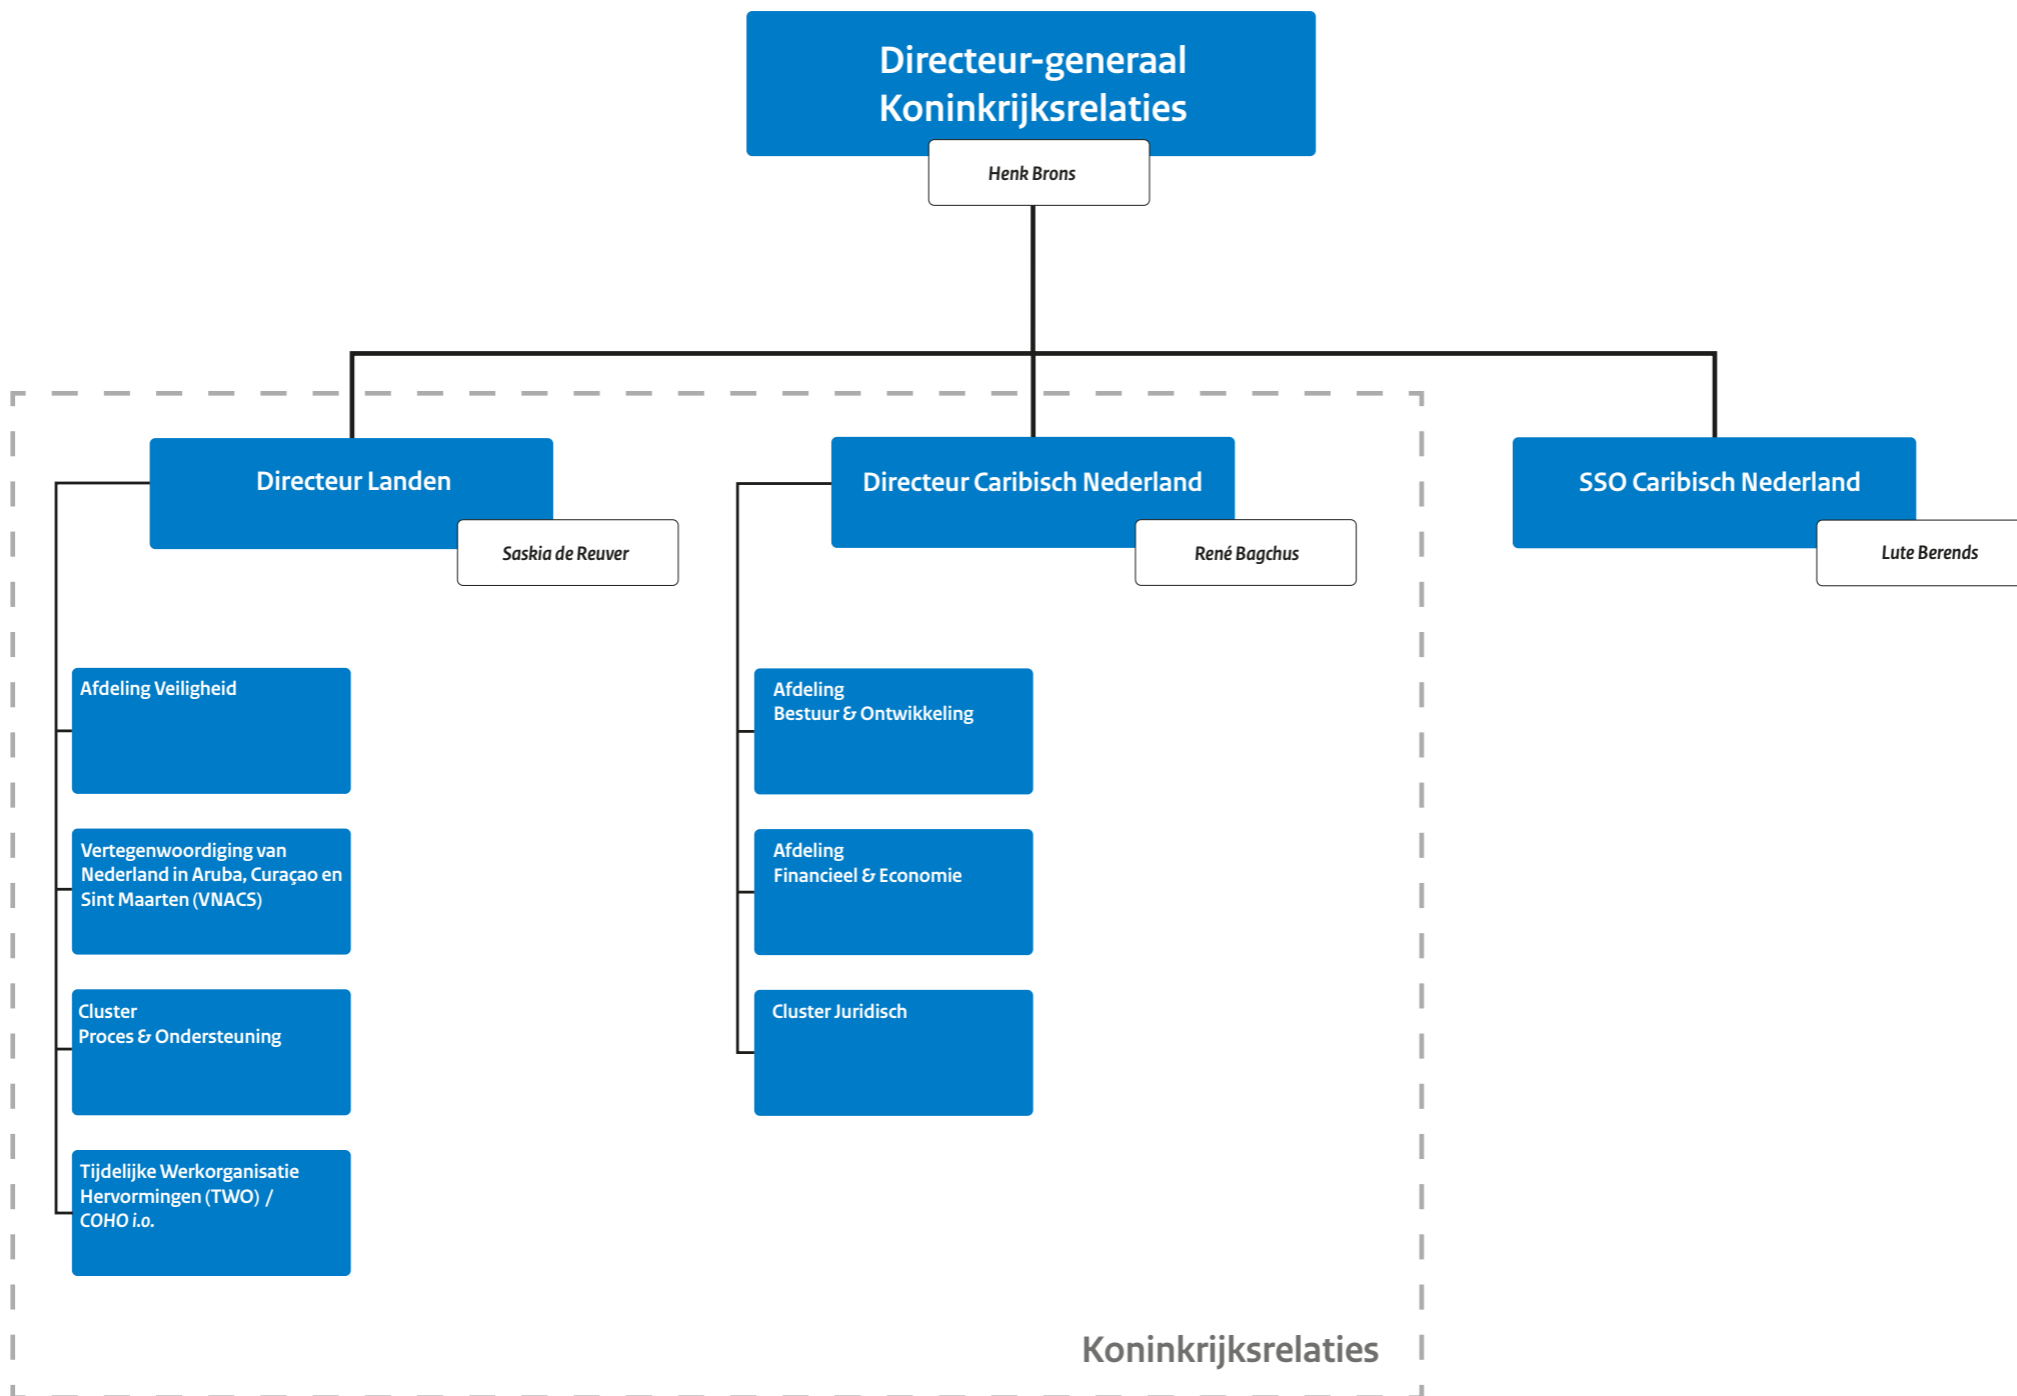 Directeur-generaal
Koninkrijksrelaties
Henk Brons
Directeur Landen
Saskia de Reuver
Directeur Caribisch Nederland
René Bagchus
SSO Caribisch Nederland
Lute Berends
Afdeling Veiligheid
Vertegenwoordiging van
Nederland in Aruba, Curaçao en
Sint Maarten (VNACS)
Cluster
Proces & Ondersteuning
Tijdelijke Werkorganisatie
Hervormingen (TWO) /
COHO i.o.
Afdeling
Bestuur & Ontwikkeling
Afdeling
Financieel & Economie
Cluster Juridisch
Koninkrijksrelaties